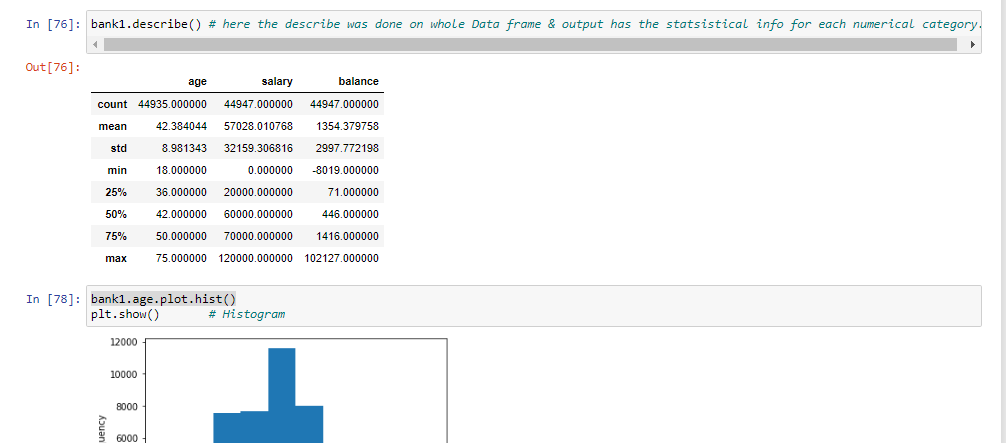 In [76]: bank1.describe() # here the describe was done on whole Data frame & output has the statsistical info for each numerical category.
Out[76]:
age salary balance
count 44935.000000 44947.000000 44947.000000
mean 42.384044 57028.010768 1354.379758
std 8.981343 32159.306816 2997.772198
min 18.000000 0.000000 -8019.000000
25% 36.000000 20000.000000 71.000000
50% 42.000000 60000.000000 446.000000
75% 50.000000 70000.000000 1416.000000
max 75.000000 120000.000000 102127.000000
In [78]: bank1.age.plot.hist()
plt.show() # Histogram
12000
10000
8000
6000